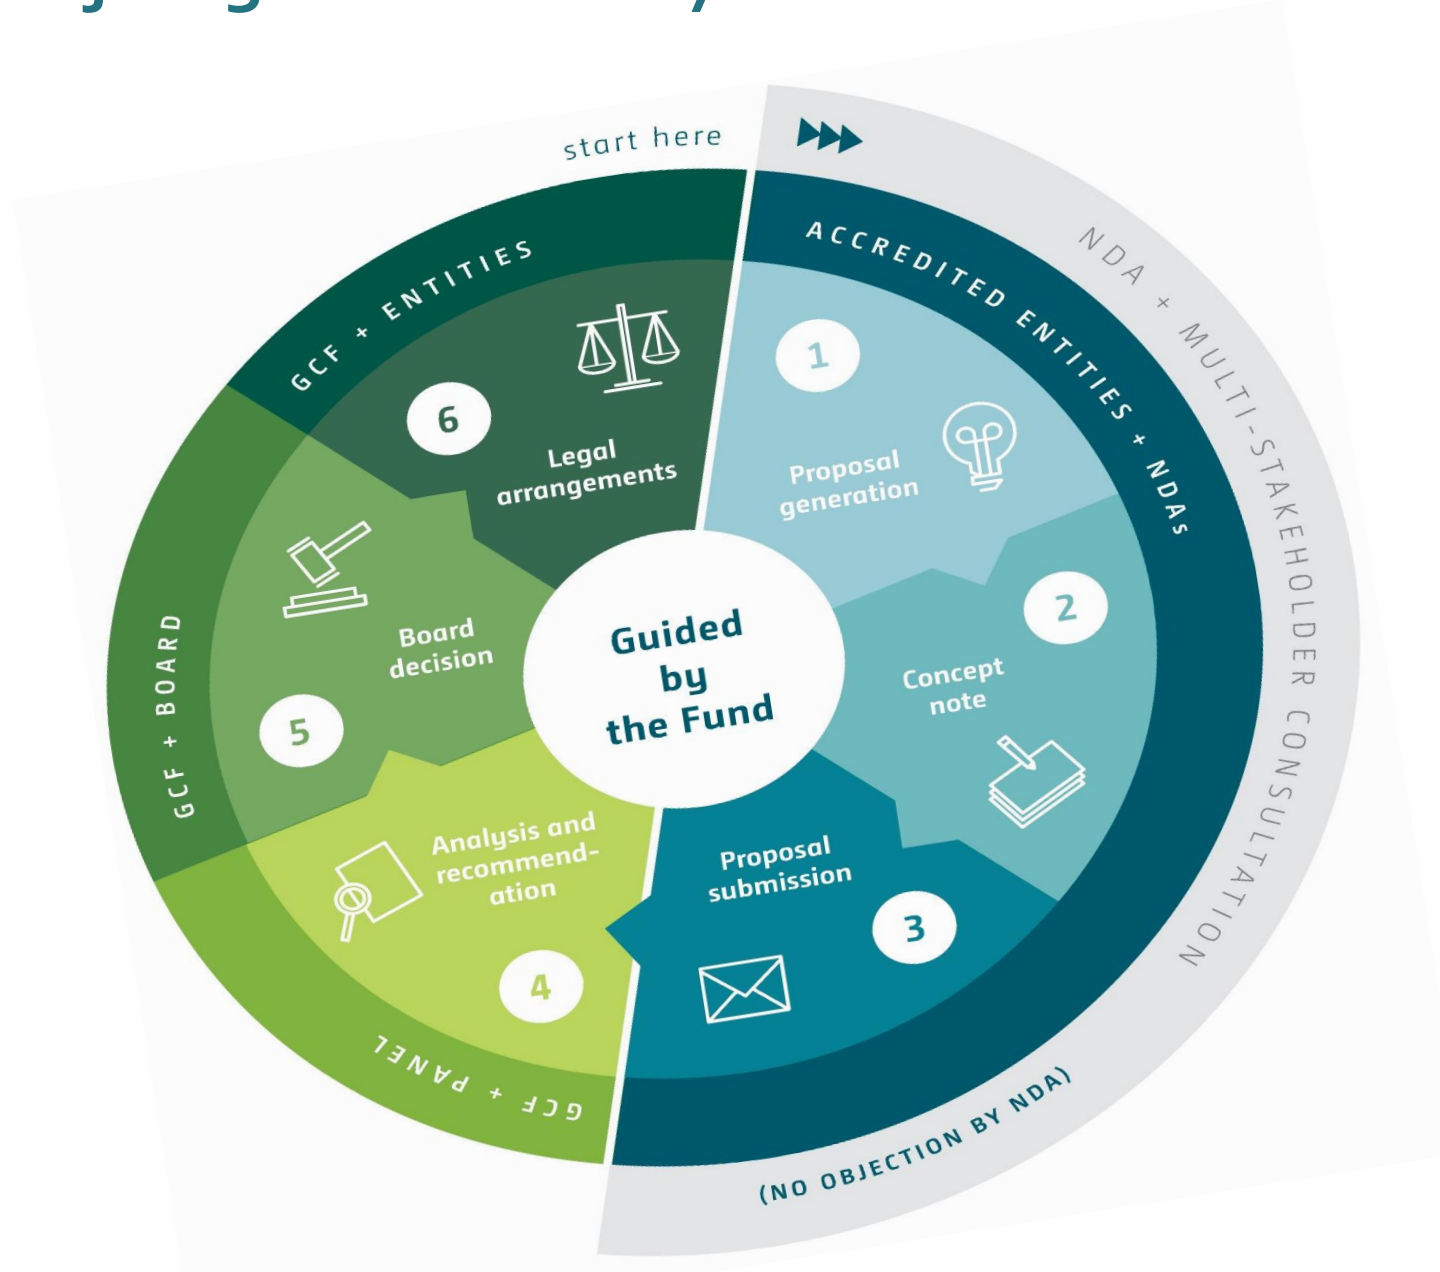 start here
NDA + MULTI-STAKEHOLDER CONSULTATION
(NO OBJECTION BY NDA)
ACCREDITED ENTITIES + NDAs
1
Proposal
generation
2
Concept
note
3
Proposal
submission
GCF + PANEL
4
Analysis and
recommend-
ation
GCF + BOARD
5
Board
decision
GCF + ENTITIES
6
Legal
arrangements
Guided
by
the Fund